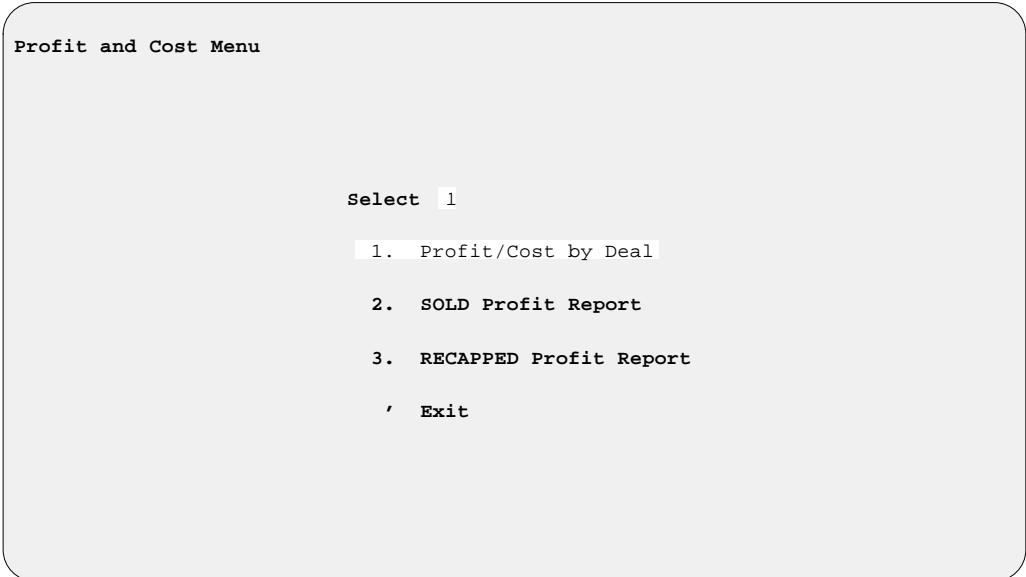 Profit and Cost Menu
Select 1
1. Profit/Cost by Deal
2. SOLD Profit Report
3. RECAPPED Profit Report
’ Exit